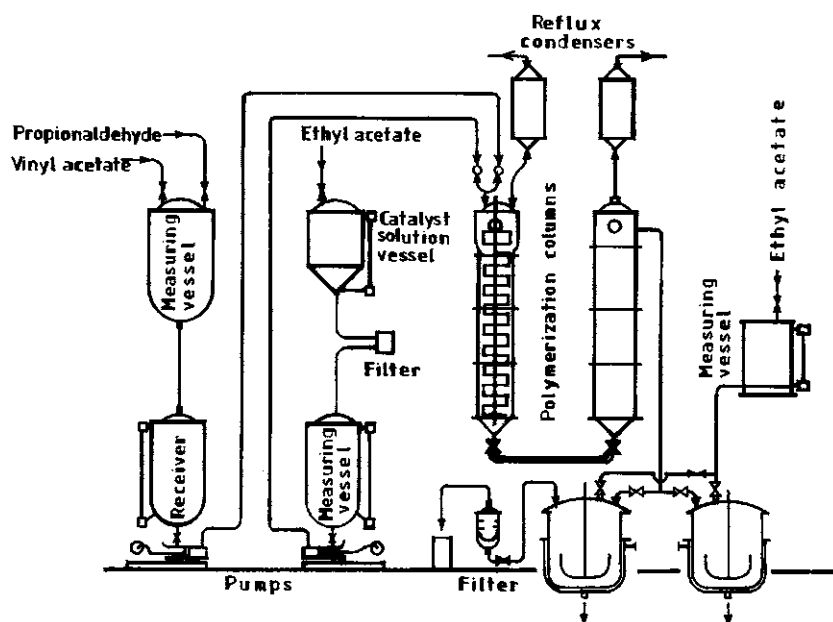 Reflux
condensers
Propionaldehyde
Vinyl acetate
Ethyl acetate
Catalyst
solution
vessel
Measuring
vessel
Filter
Polymerization columns
Ethyl acetate
Measuring
vessel
Receiver
Measuring
vessel
Pumps
Filter